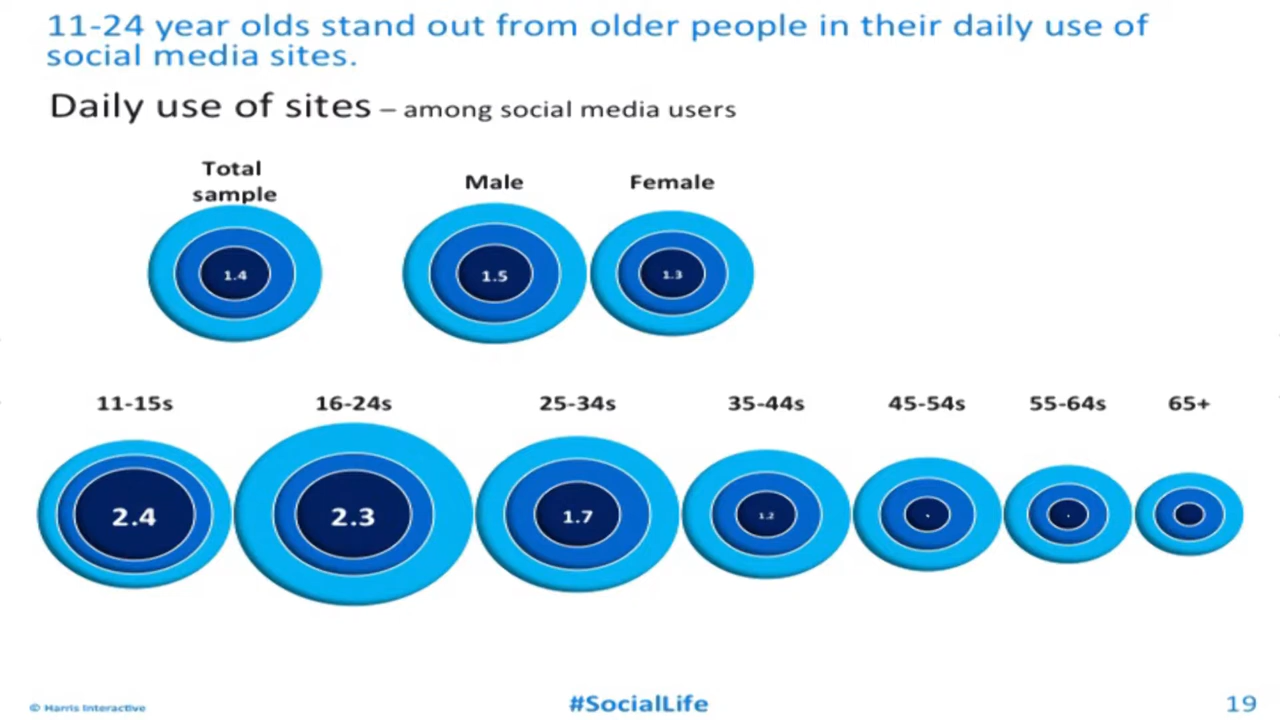 11-24 year olds stand out from older people in their daily use of
social media sites.
Daily use of sites – among social media users
Total
sample
Male
Female
1.4
1.5
1.3
11-15s
16-24s
25-34s
35-44s
45-54s
55-64s
65+
2.4
2.3
1.7
1.2
© Harris Interactive
#SocialLife
19